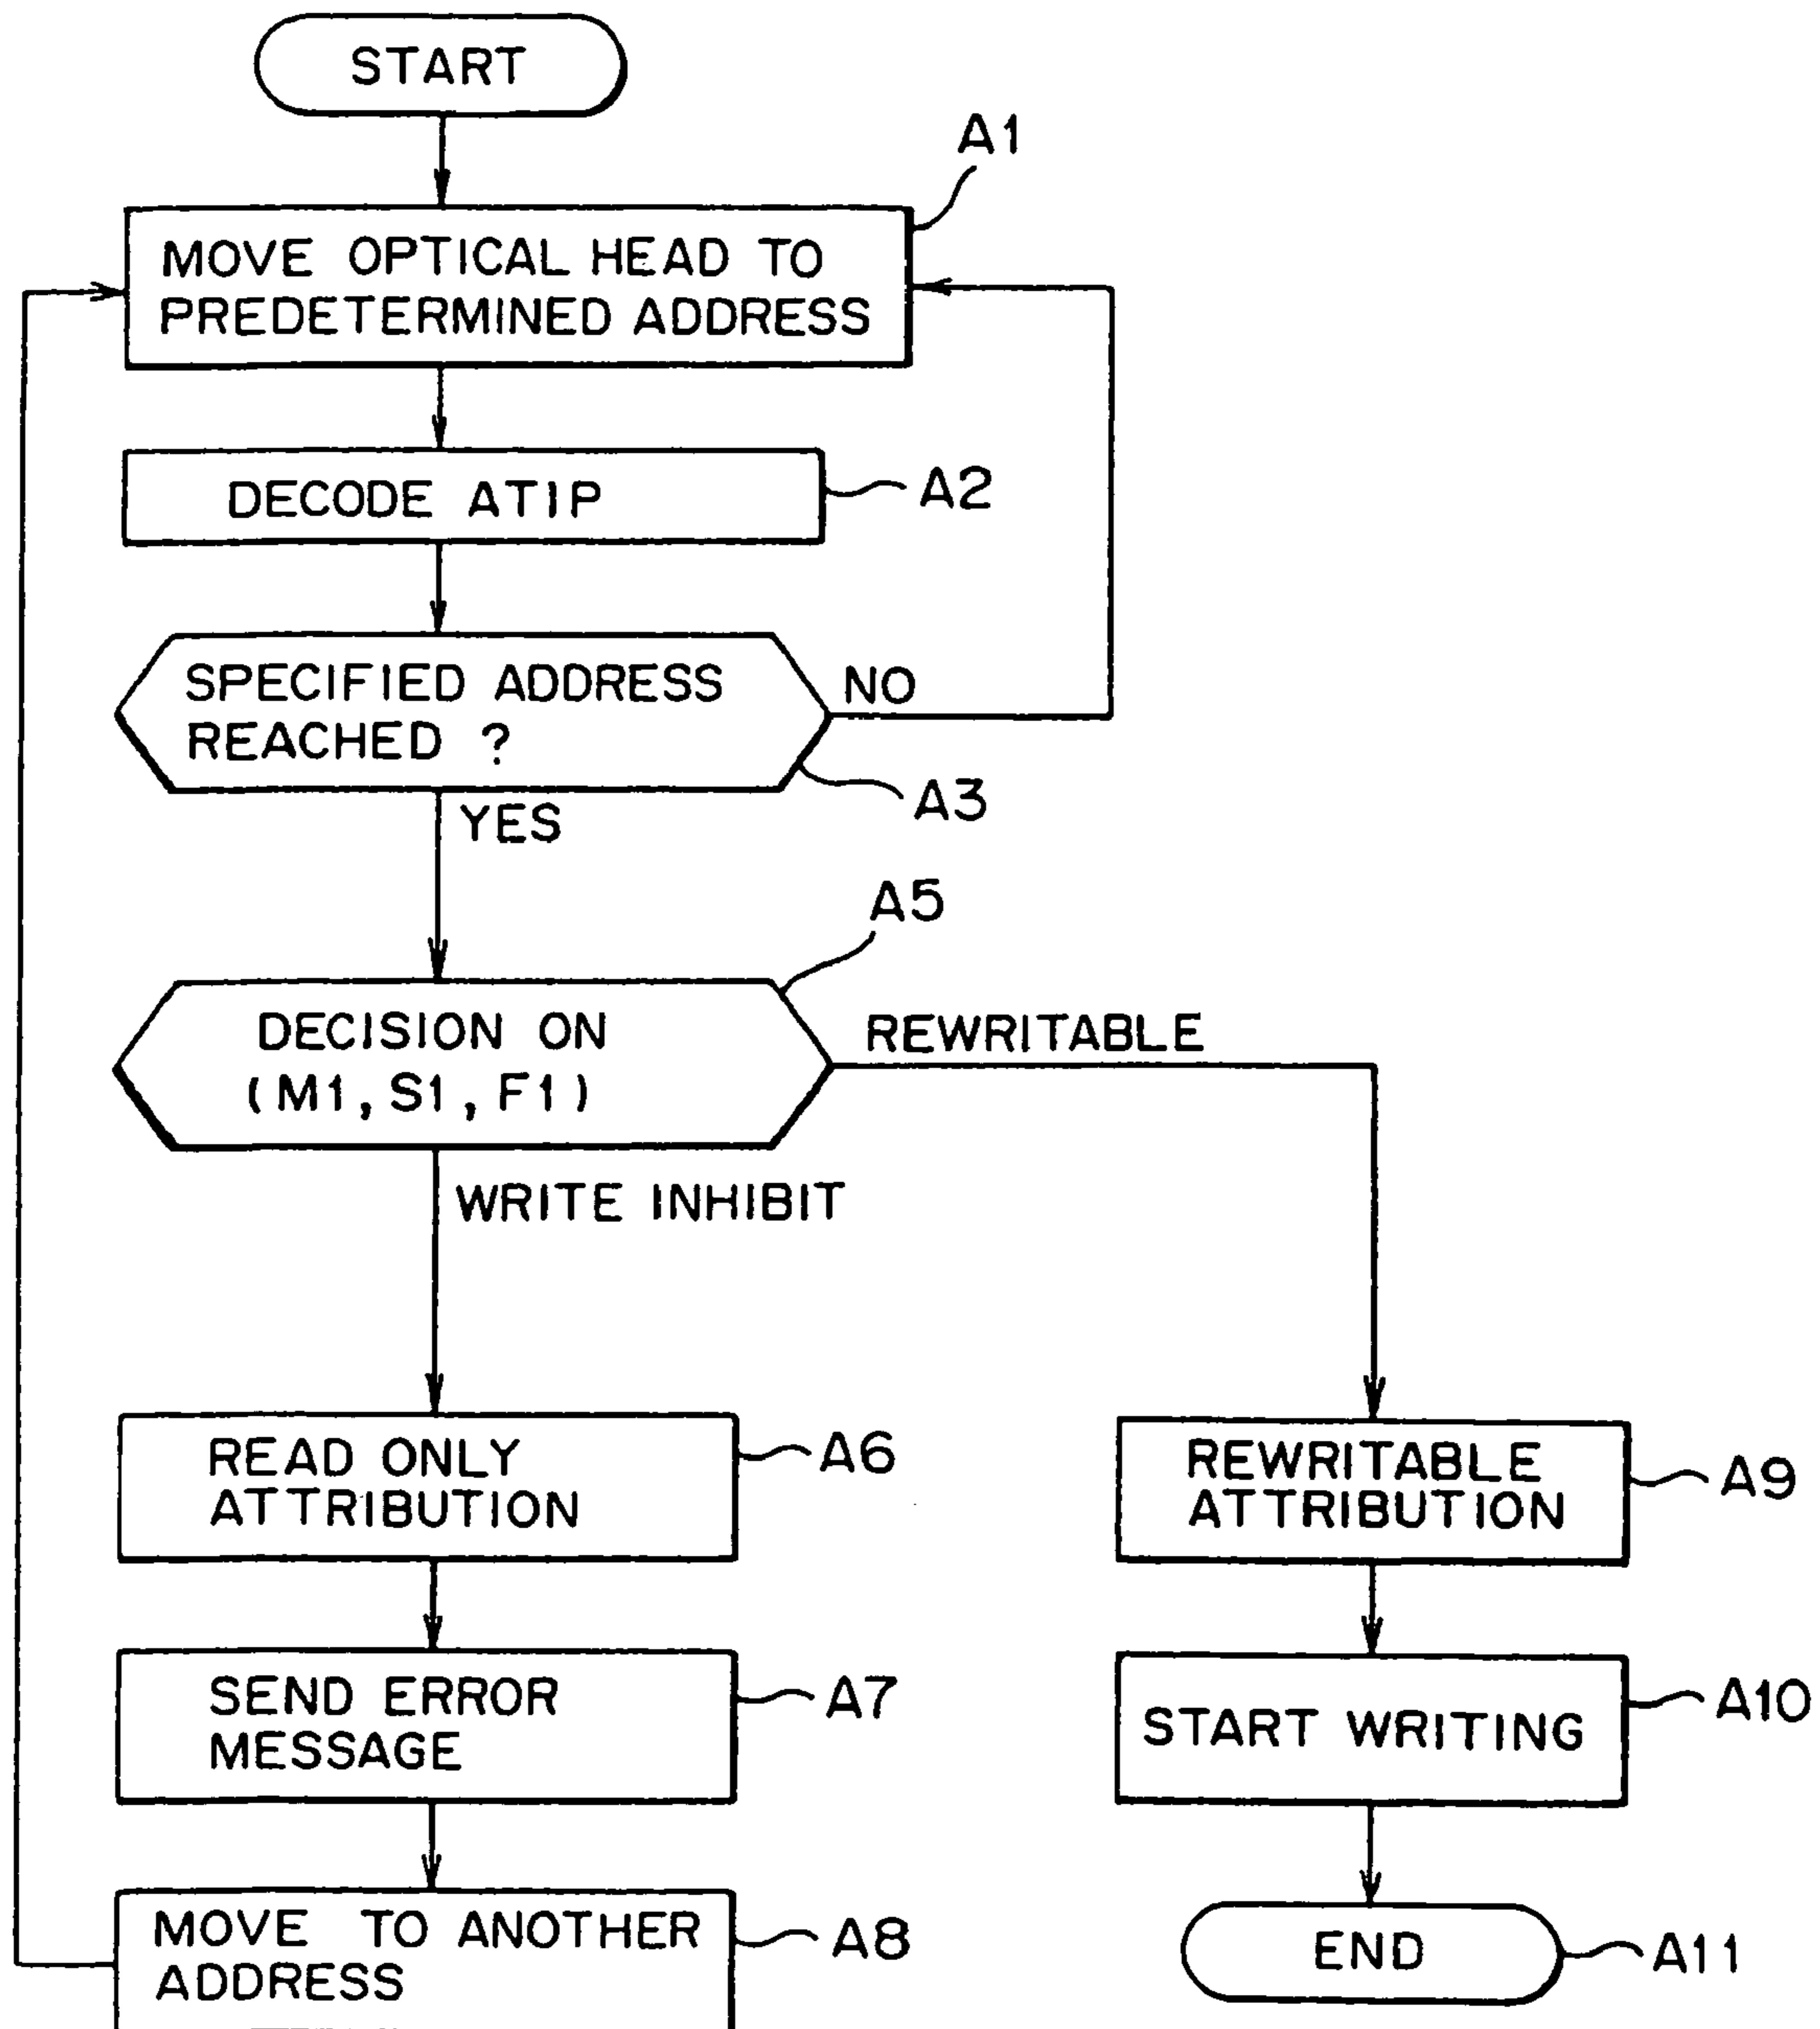 START
A1
MOVE OPTICAL HEAD TO
PREDETERMINED ADDRESS
DECODE ATIP
A2
SPECIFIED ADDRESS
REACHED ?
NO
A3
YES
A5
DECISION ON
(M1, S1, F1)
REWRITABLE
WRITE INHIBIT
READ ONLY
ATTRIBUTION
A6
REWRITABLE
ATTRIBUTION
A9
SEND ERROR
MESSAGE
A7
START WRITING
A10
MOVE TO ANOTHER
ADDRESS
A8
END
A11